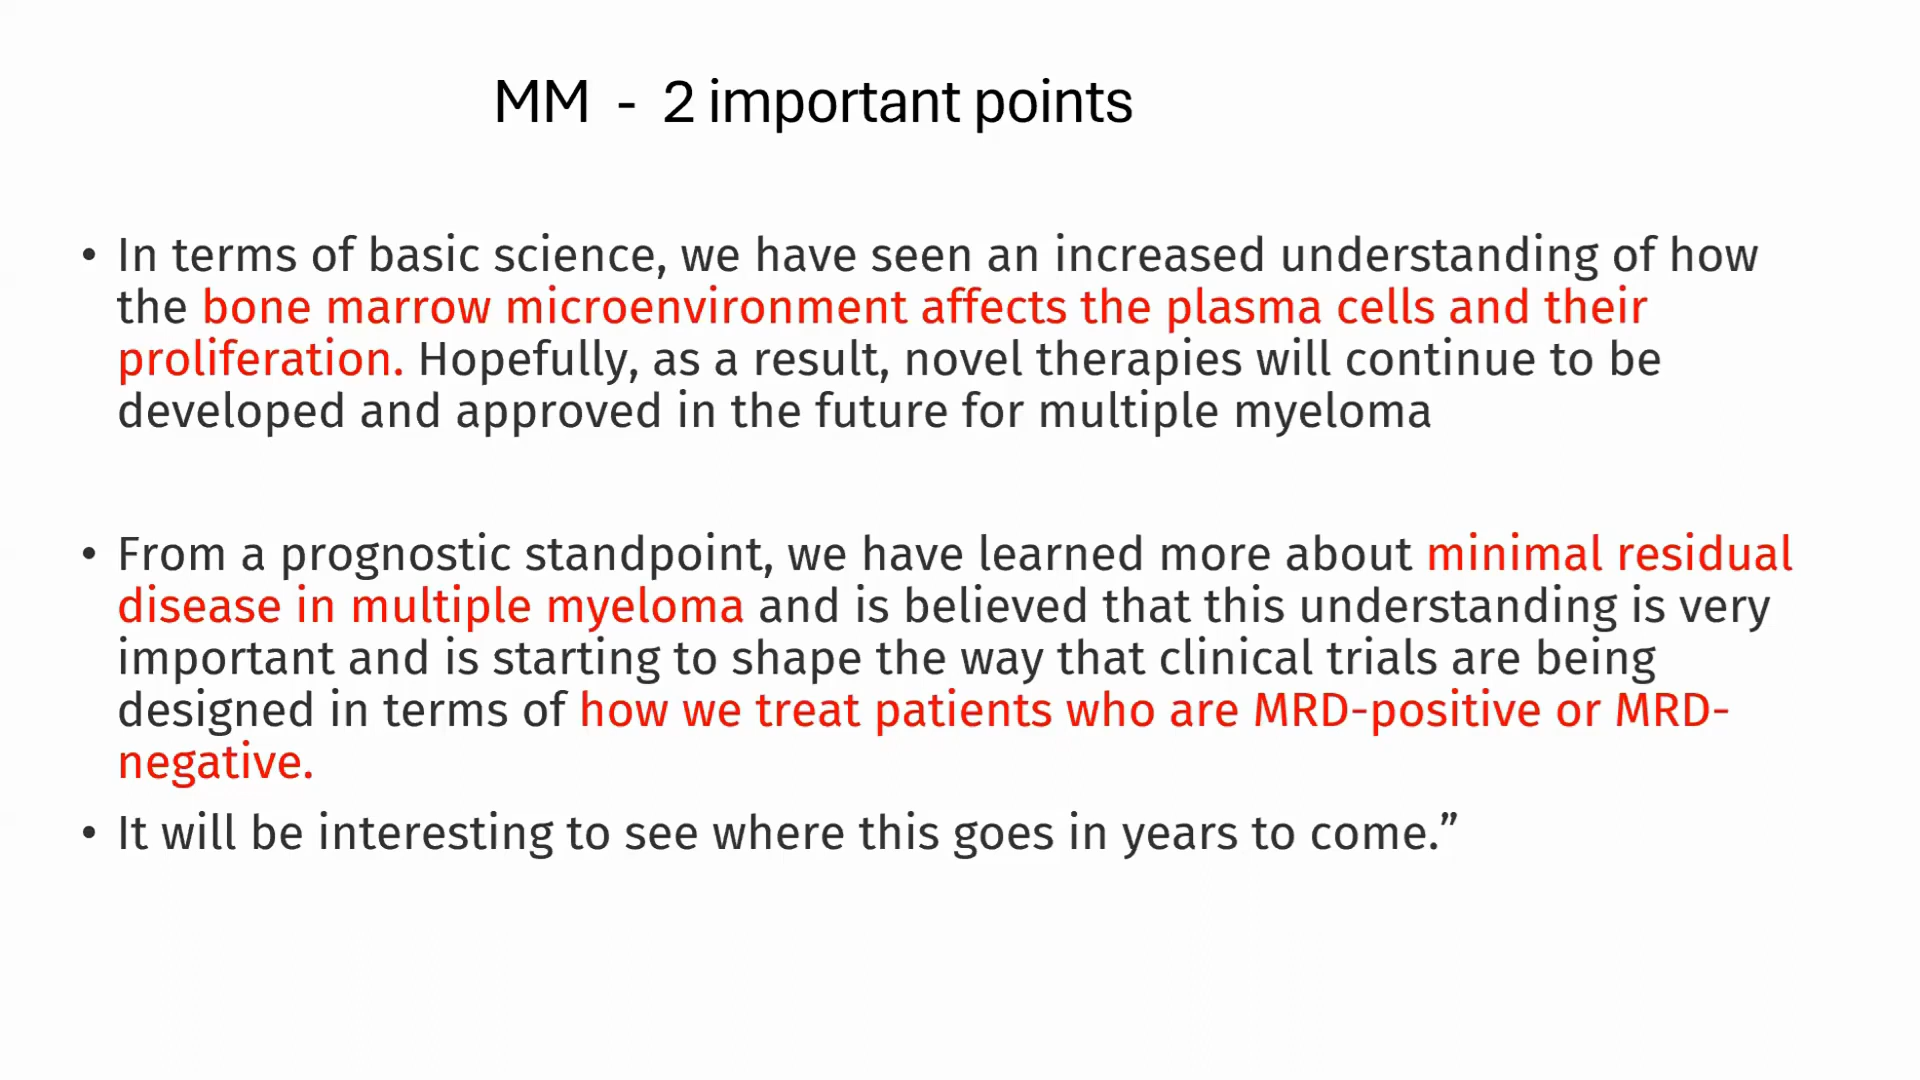 MM - 2 important points
• In terms of basic science, we have seen an increased understanding of how
the bone marrow microenvironment affects the plasma cells and their
proliferation. Hopefully, as a result, novel therapies will continue to be
developed and approved in the future for multiple myeloma
• From a prognostic standpoint, we have learned more about minimal residual
disease in multiple myeloma and is believed that this understanding is very
important and is starting to shape the way that clinical trials are being
designed in terms of how we treat patients who are MRD-positive or MRD-
negative.
• It will be interesting to see where this goes in years to come.”